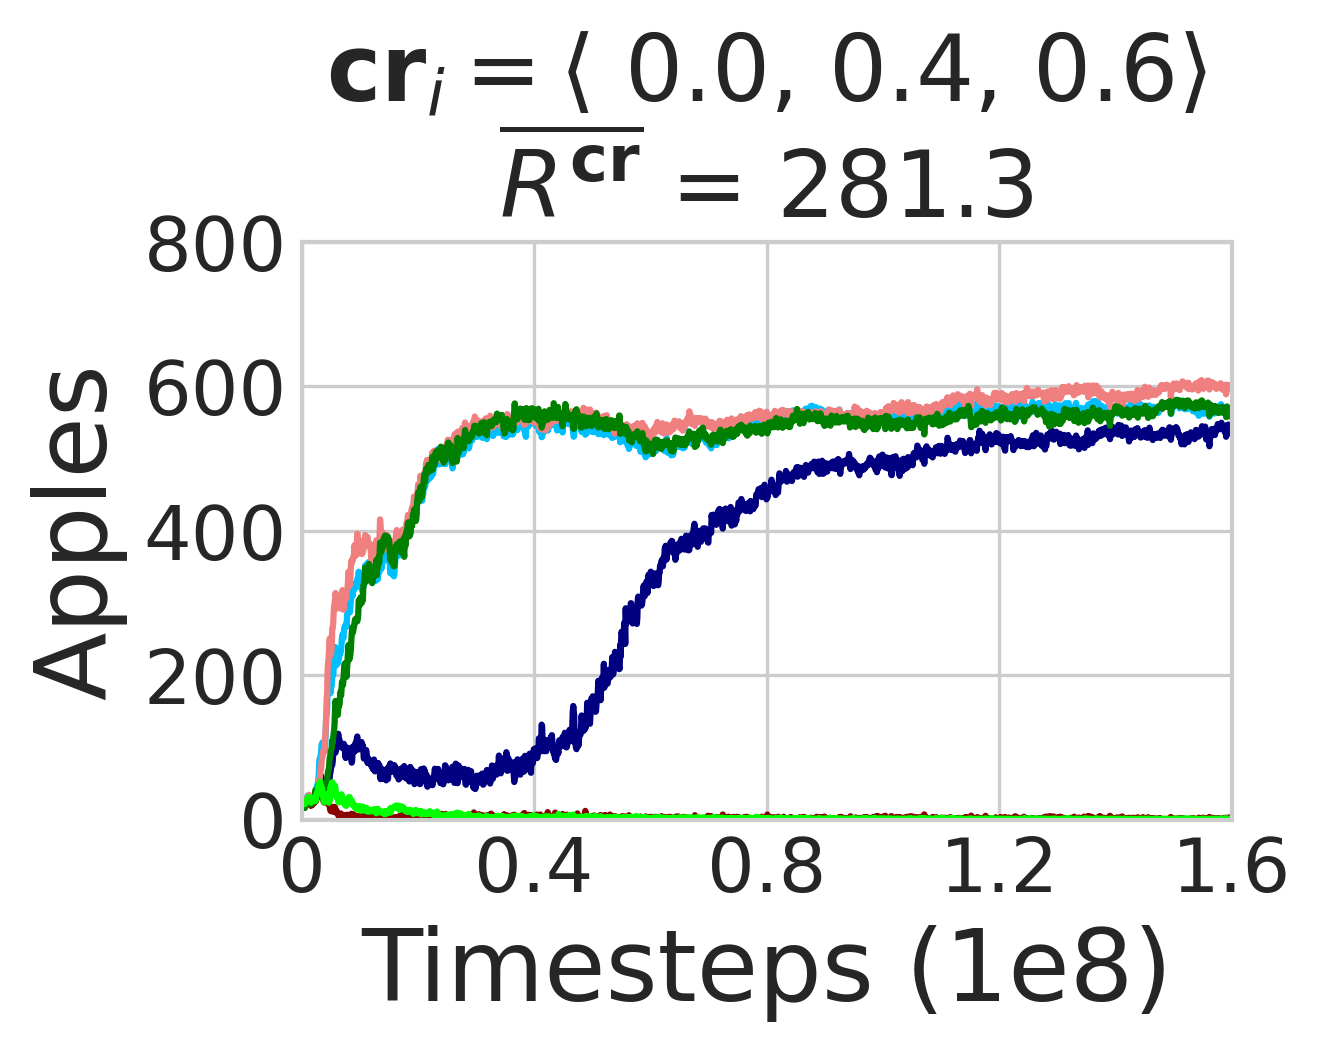 cr_i = ⟨ 0.0, 0.4, 0.6⟩
\overline{R^{cr}} = 281.3
800
600
400
200
0
Apples
0 0.4 0.8 1.2 1.6
Timesteps (1e8)